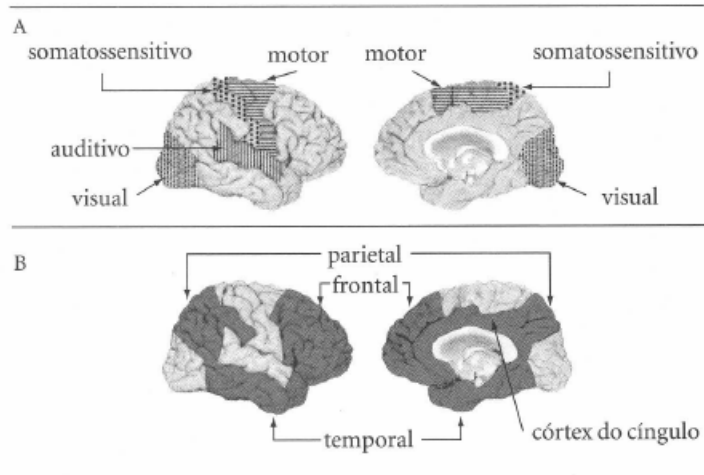 A
somatossensitivo
motor
motor
somatossensitivo
auditivo
visual
visual
B
parietal
frontal
temporal
córtex do cíngulo